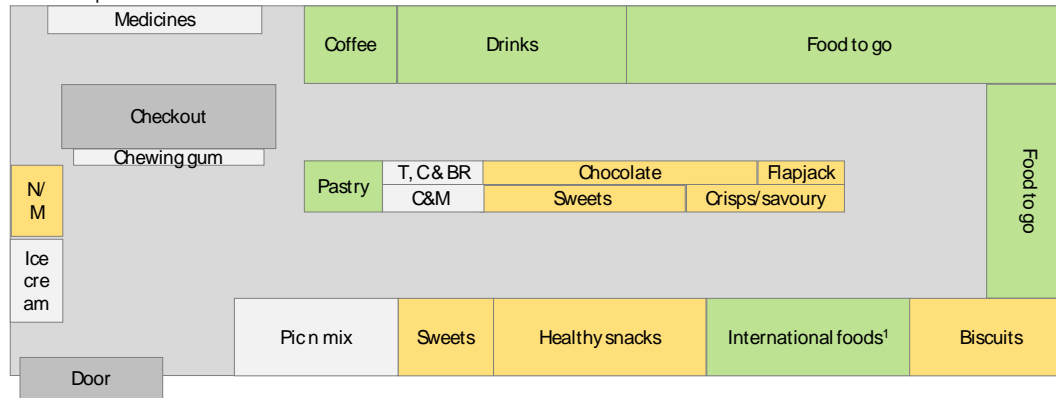 Medicines
Coffee
Drinks
Food to go
Checkout
Chewing gum
N/
M
Pastry
T, C & BR
Chocolate
Flapjack
C&M
Sweets
Crisps/savoury
Food to go
Ice
cre
am
Pic n mix
Sweets
Healthy snacks
International foods¹
Biscuits
Door